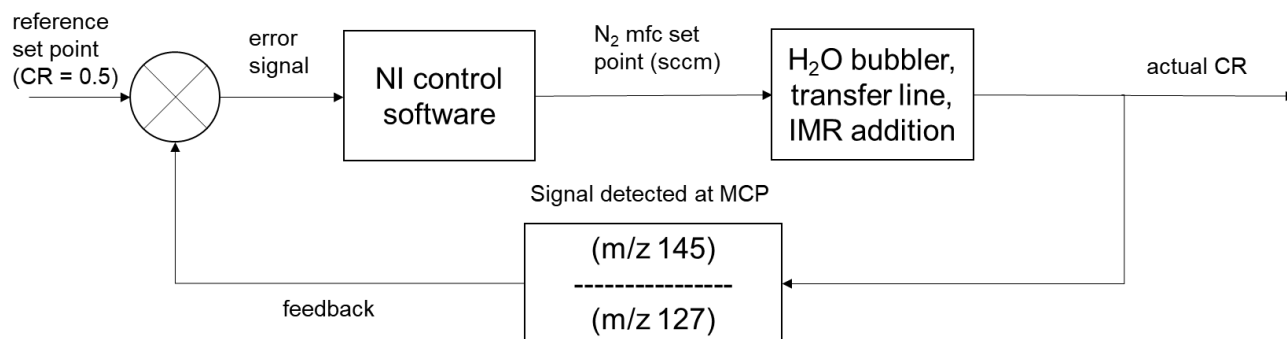 reference
set point
(CR = 0.5)
error
signal
NI control
software
N₂ mfc set
point (sccm)
H₂O bubbler,
transfer line,
IMR addition
actual CR
Signal detected at MCP
(m/z 145)
----------------
(m/z 127)
feedback